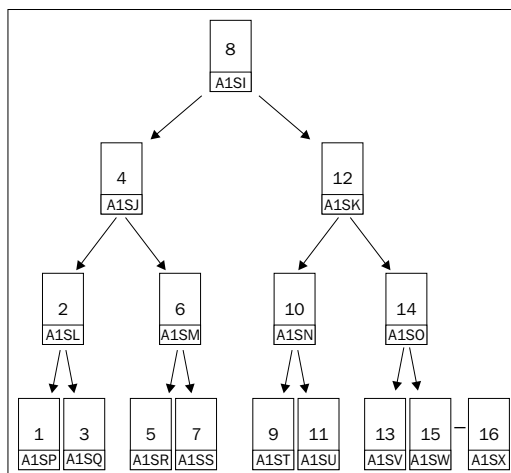 8
A1SI
4 12
A1SJ A1SK
2 6 10 14
A1SL A1SM A1SN A1SO
1 3 5 7 9 11 13 15 – 16
A1SP A1SQ A1SR A1SS A1ST A1SU A1SV A1SW A1SX